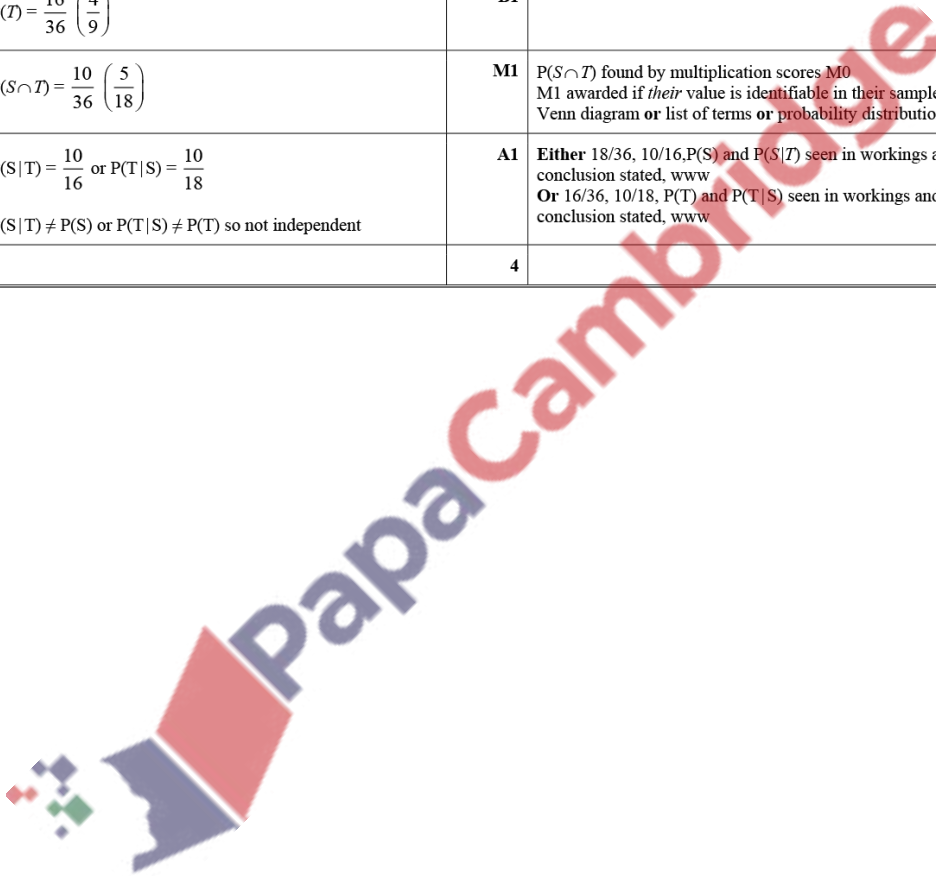 (T) = 16/36 (4/9)
(S∩T) = 10/36 (5/18)
M1
P(S∩T) found by multiplication scores M0
M1 awarded if their value is identifiable in their sample
Venn diagram or list of terms or probability distributio
(S|T) = 10/16 or P(T|S) = 10/18
(S|T) ≠ P(S) or P(T|S) ≠ P(T) so not independent
A1
Either 18/36, 10/16,P(S) and P(S|T) seen in workings a
conclusion stated, www
Or 16/36, 10/18, P(T) and P(T|S) seen in workings and
conclusion stated, www
4
PapaCambridge